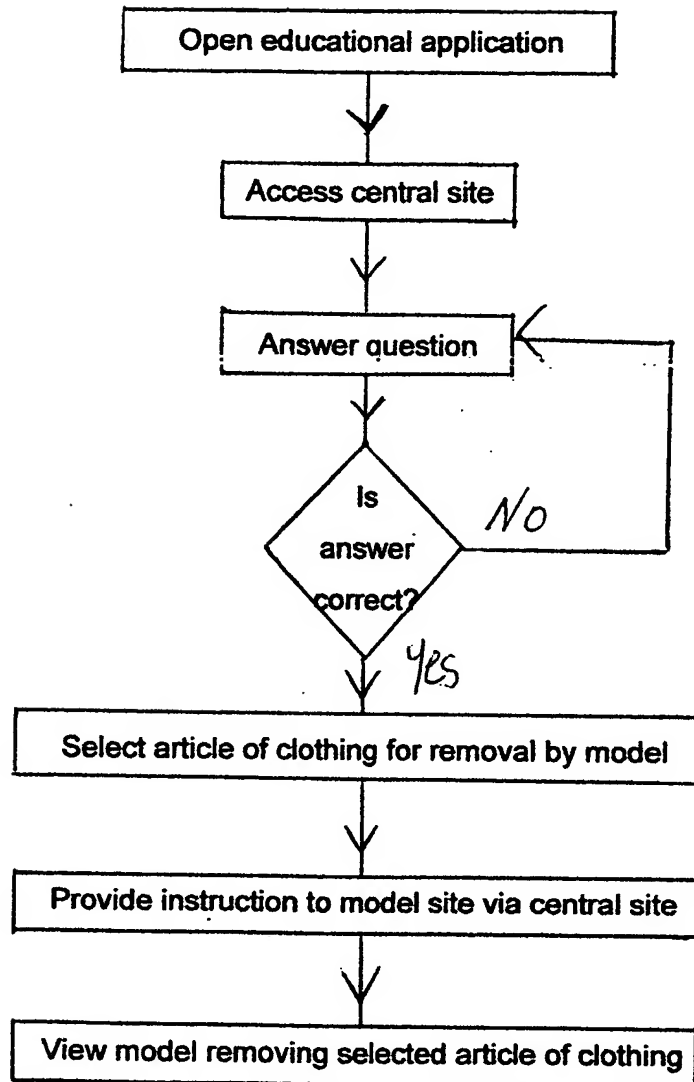 Open educational application
Access central site
Answer question
Is
answer
correct?
No
yes
Select article of clothing for removal by model
Provide instruction to model site via central site
View model removing selected article of clothing